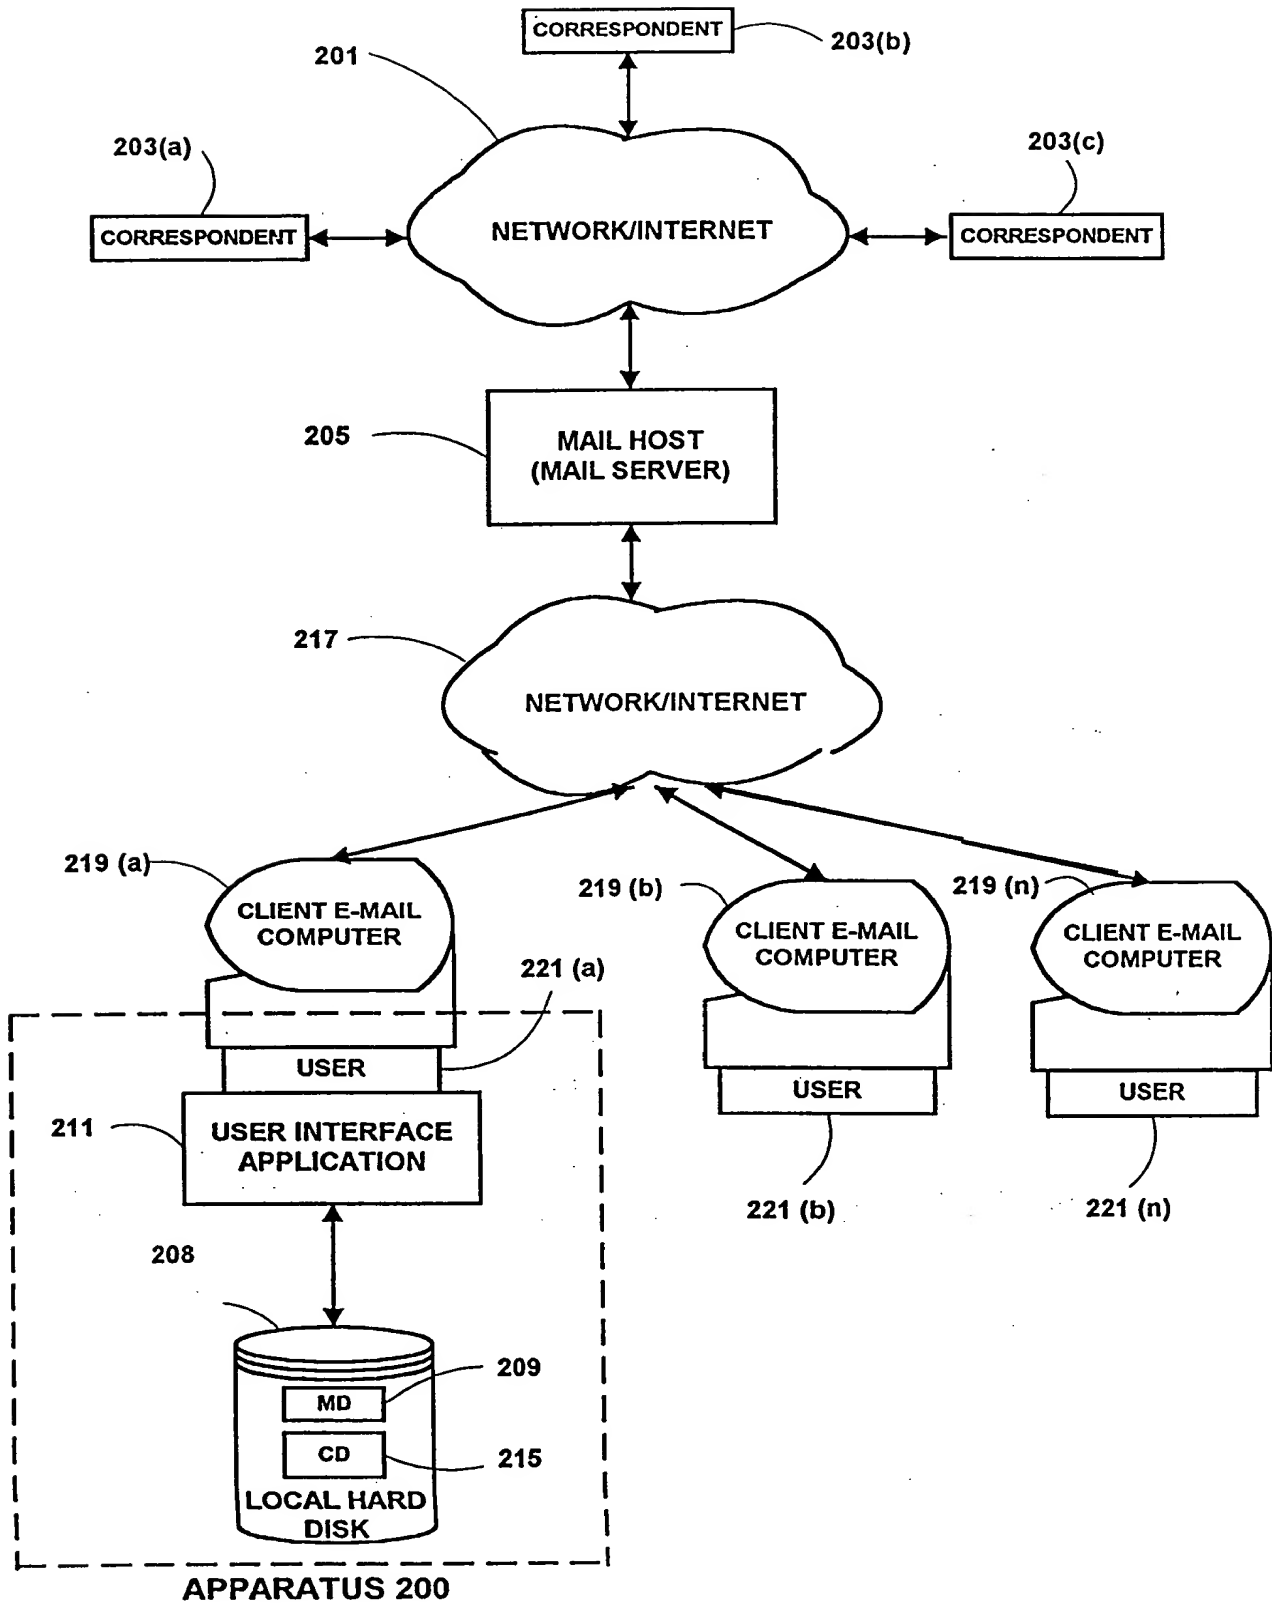 CORRESPONDENT
203(b)
201
203(a)
203(c)
CORRESPONDENT
NETWORK/INTERNET
CORRESPONDENT
205
MAIL HOST
(MAIL SERVER)
217
NETWORK/INTERNET
219 (a)
CLIENT E-MAIL
COMPUTER
219 (b)
CLIENT E-MAIL
COMPUTER
219 (n)
CLIENT E-MAIL
COMPUTER
221 (a)
USER
USER
USER
211
USER INTERFACE
APPLICATION
221 (b)
221 (n)
208
209
MD
CD
215
LOCAL HARD
DISK
APPARATUS 200